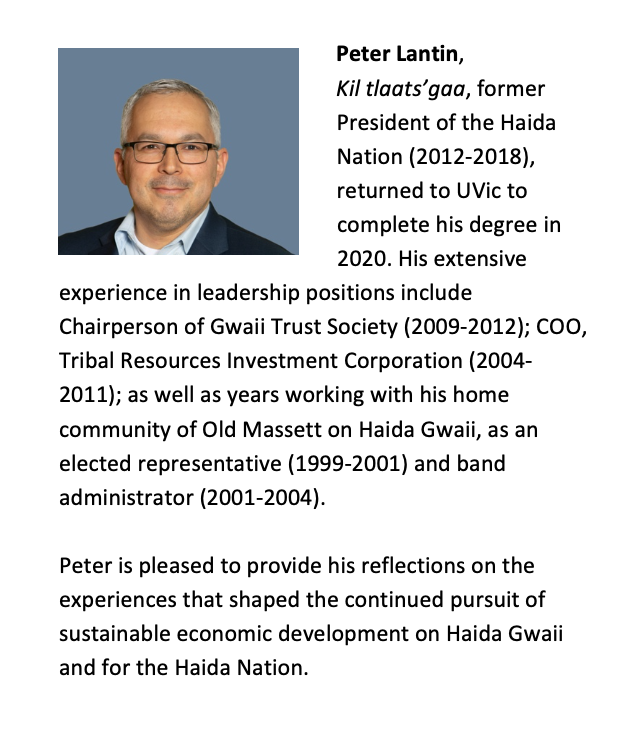 Peter Lantin,
Kil tlaats’gaa, former
President of the Haida
Nation (2012-2018),
returned to UVic to
complete his degree in
2020. His extensive
experience in leadership positions include
Chairperson of Gwaii Trust Society (2009-2012); COO,
Tribal Resources Investment Corporation (2004-
2011); as well as years working with his home
community of Old Massett on Haida Gwaii, as an
elected representative (1999-2001) and band
administrator (2001-2004).
Peter is pleased to provide his reflections on the
experiences that shaped the continued pursuit of
sustainable economic development on Haida Gwaii
and for the Haida Nation.